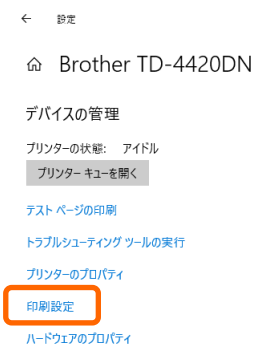 ← 設定
Brother TD-4420DN
デバイスの管理
プリンターの状態: アイドル
プリンター キューを開く
テスト ページの印刷
トラブルシューティング ツールの実行
プリンターのプロパティ
印刷設定
ハードウェアのプロパティ